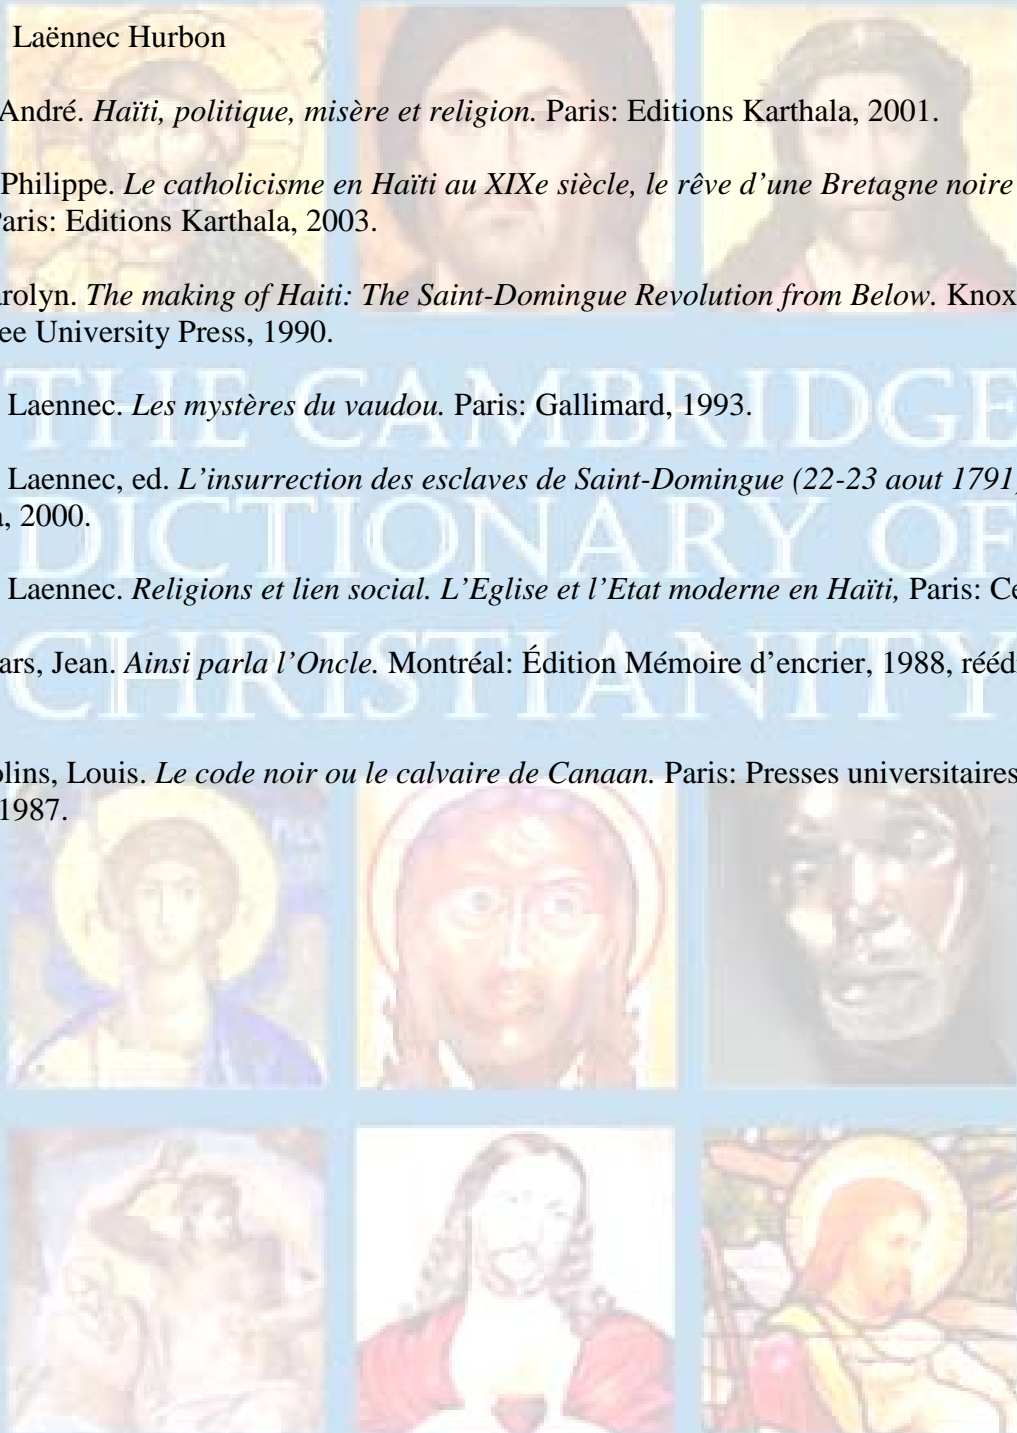 Laënnec Hurbon
André. Haïti, politique, misère et religion. Paris: Editions Karthala, 2001.
Philippe. Le catholicisme en Haïti au XIXe siècle, le rêve d’une Bretagne noire
Paris: Editions Karthala, 2003.
arolyn. The making of Haiti: The Saint-Domingue Revolution from Below. Knox
ee University Press, 1990.
THE CAMBRIDGE
Laennec. Les mystères du vaudou. Paris: Gallimard, 1993.
Laennec, ed. L’insurrection des esclaves de Saint-Domingue (22-23 aout 1791)
a, 2000.
DICTIONARY OF
Laennec. Religions et lien social. L’Eglise et l’Etat moderne en Haïti, Paris: Ce
CHRISTIANITY
ars, Jean. Ainsi parla l’Oncle. Montréal: Édition Mémoire d’encrier, 1988, rééd
olins, Louis. Le code noir ou le calvaire de Canaan. Paris: Presses universitaires
1987.